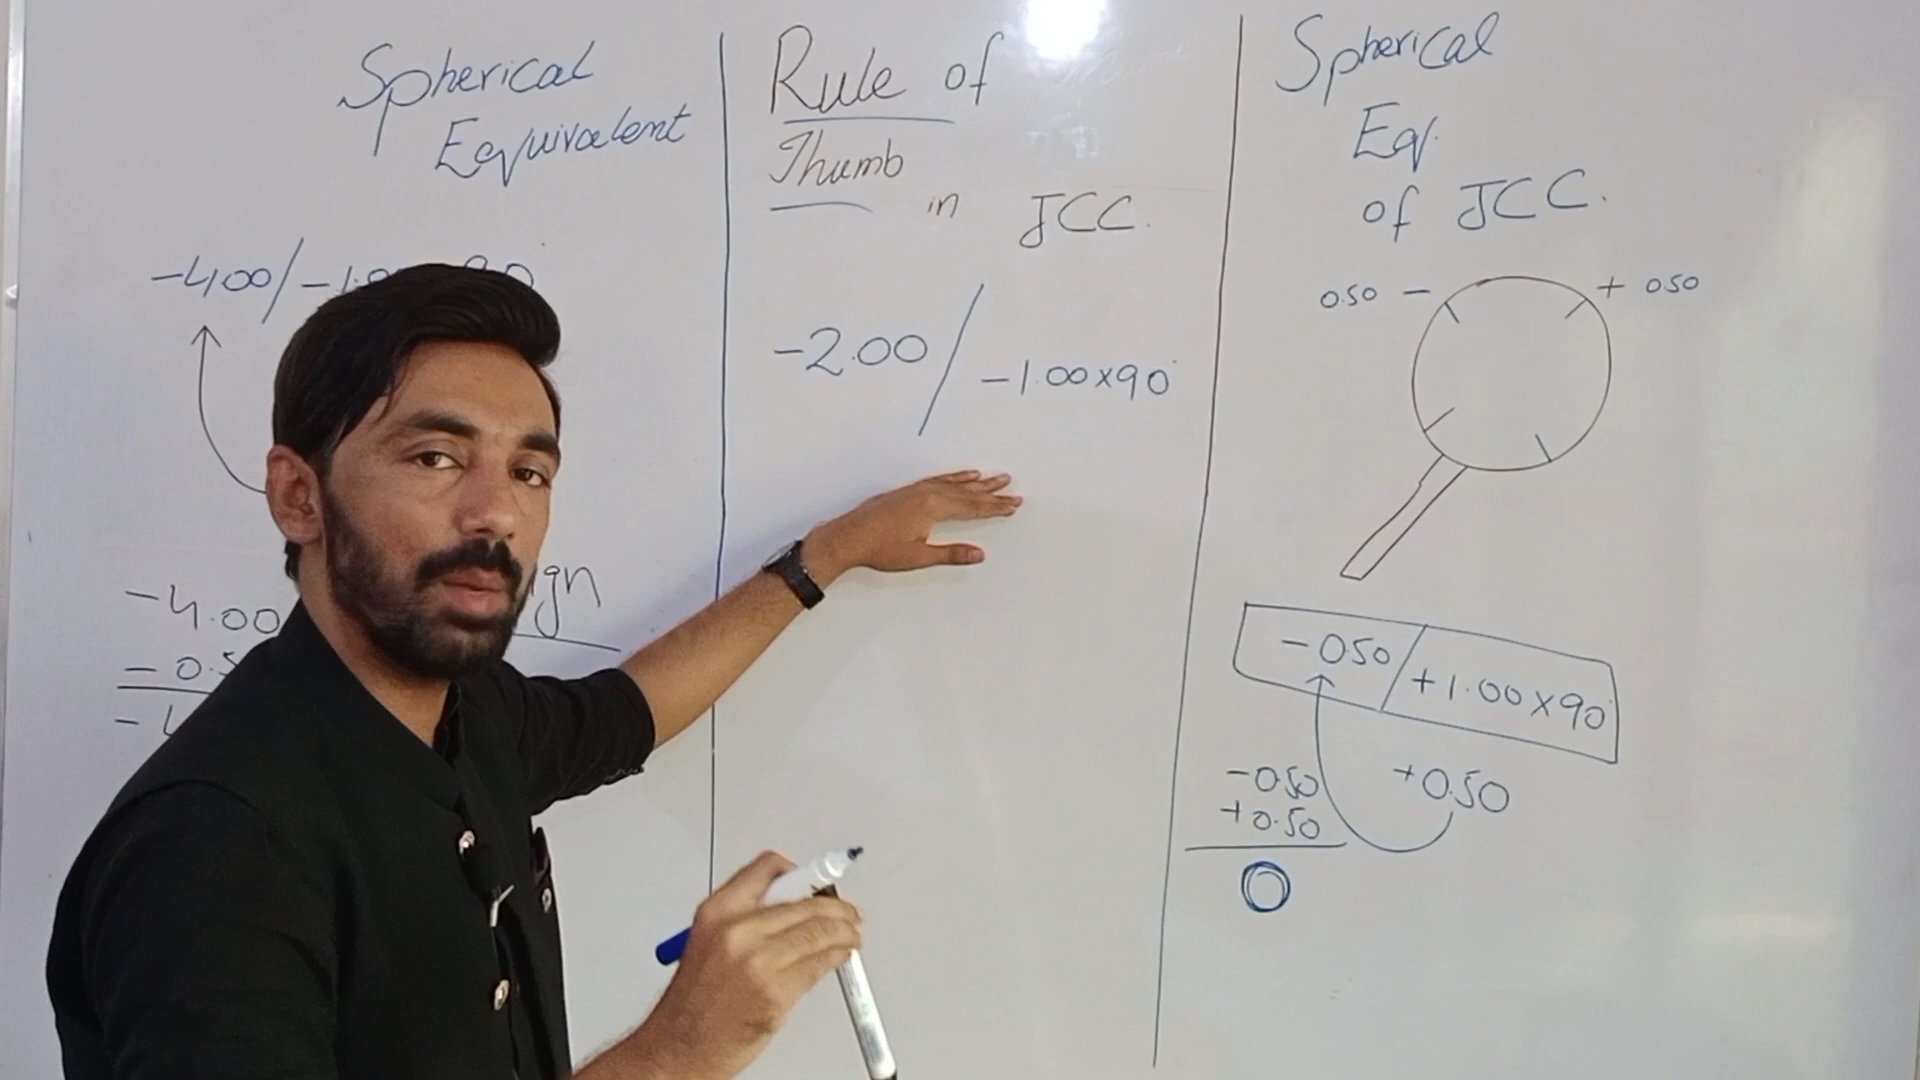 Spherical
Equivalent
-4.00/-1.
-4.00
-0.5
ign
Rule of
Thumb
in JCC.
-2.00/-1.00x90°
Spherical
Eq.
of JCC.
0.50 - + 0.50
-0.50/+1.00x90°
+0.50
-0.50
+0.50
0